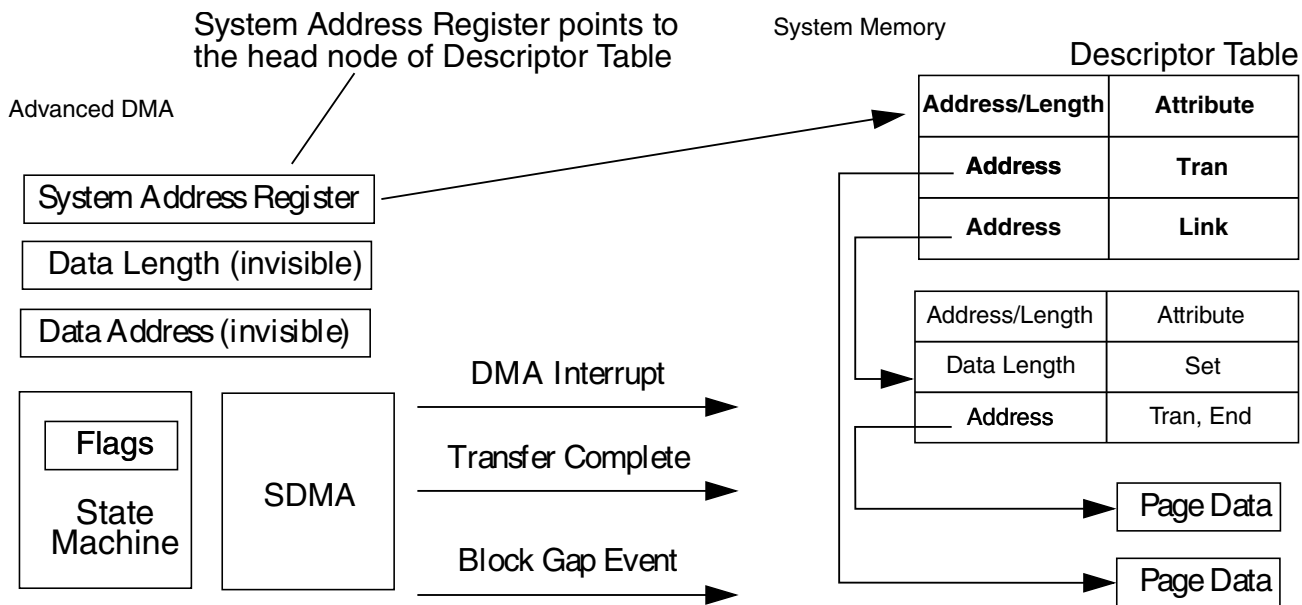 System Address Register points to
the head node of Descriptor Table
System Memory
Descriptor Table
Advanced DMA
Address/Length Attribute
Address Tran
Address Link
System Address Register
Data Length (invisible)
Data Address (invisible)
Address/Length Attribute
Data Length Set
Address Tran, End
Flags
State
Machine
SDMA
DMA Interrupt
Transfer Complete
Block Gap Event
Page Data
Page Data